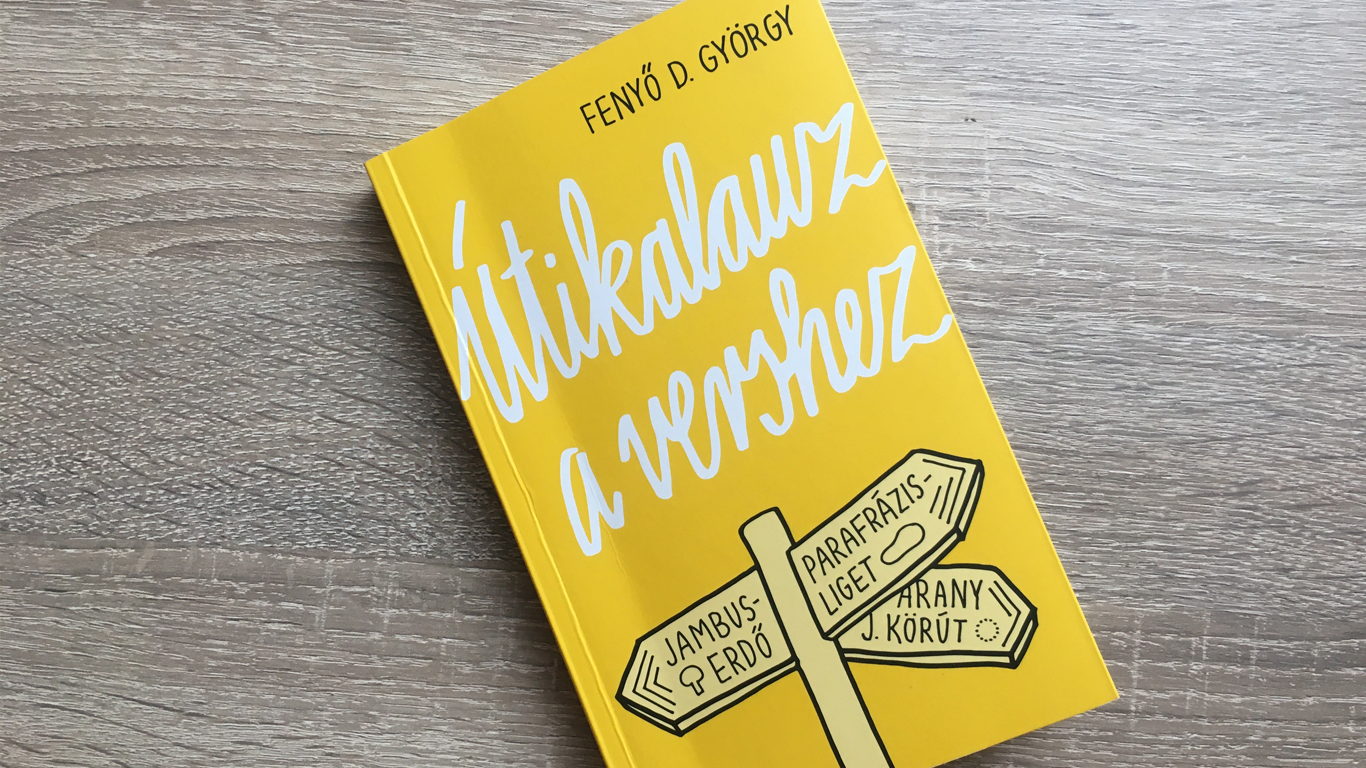 FENYŐ D. GYÖRGY
Útikalauz
a vershez
PARAFRÁZIS-
LIGET
ARANY
J. KÖRÚT
JAMBUS-
ERDŐ